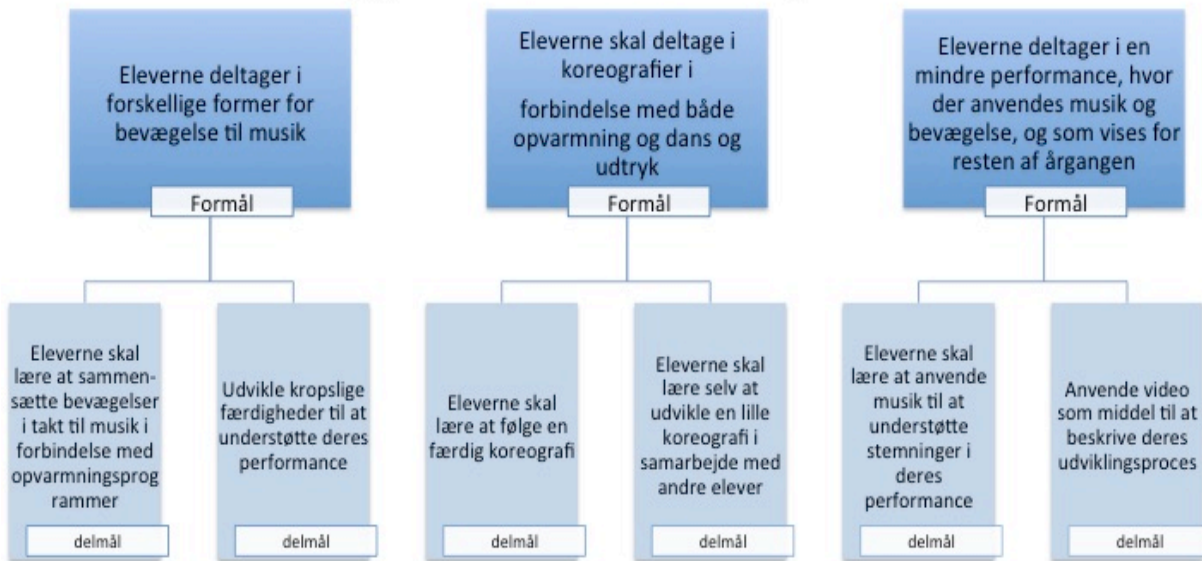 Eleverne deltager i
forskellige former for
bevægelse til musik
Formål
Eleverne skal deltage i
koreografier i
forbindelse med både
opvarmning og dans og
udtryk
Formål
Eleverne deltager i en
mindre performance, hvor
der anvendes musik og
bevægelse, og som vises for
resten af årgangen
Formål
Eleverne skal
lære at sammen-
sætte bevægelser
i takt til musik i
forbindelse med
opvarmningsprog
rammer
delmål
Udvikle kropslige
færdigheder til at
understøtte deres
performance
delmål
Eleverne skal
lære at følge en
færdig koreografi
delmål
Eleverne skal
lære selv at
udvikle en lille
koreografi i
samarbejde med
andre elever
delmål
Eleverne skal
lære at anvende
musik til at
understøtte
stemninger i
deres
performance
delmål
Anvende video
som middel til at
beskrive deres
udviklingsproces
delmål